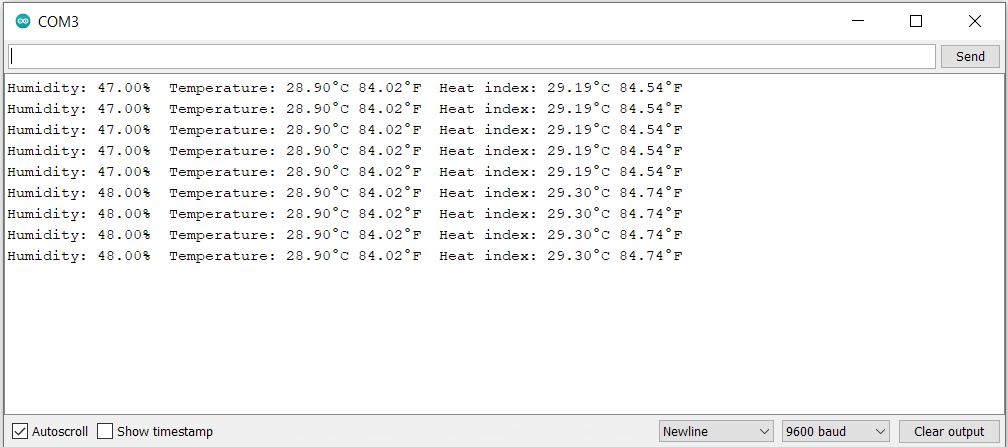 COM3
Send
Humidity: 47.00%  Temperature: 28.90°C 84.02°F  Heat index: 29.19°C 84.54°F
Humidity: 47.00%  Temperature: 28.90°C 84.02°F  Heat index: 29.19°C 84.54°F
Humidity: 47.00%  Temperature: 28.90°C 84.02°F  Heat index: 29.19°C 84.54°F
Humidity: 47.00%  Temperature: 28.90°C 84.02°F  Heat index: 29.19°C 84.54°F
Humidity: 47.00%  Temperature: 28.90°C 84.02°F  Heat index: 29.19°C 84.54°F
Humidity: 48.00%  Temperature: 28.90°C 84.02°F  Heat index: 29.30°C 84.74°F
Humidity: 48.00%  Temperature: 28.90°C 84.02°F  Heat index: 29.30°C 84.74°F
Humidity: 48.00%  Temperature: 28.90°C 84.02°F  Heat index: 29.30°C 84.74°F
Humidity: 48.00%  Temperature: 28.90°C 84.02°F  Heat index: 29.30°C 84.74°F
Autoscroll Show timestamp Newline 9600 baud Clear output